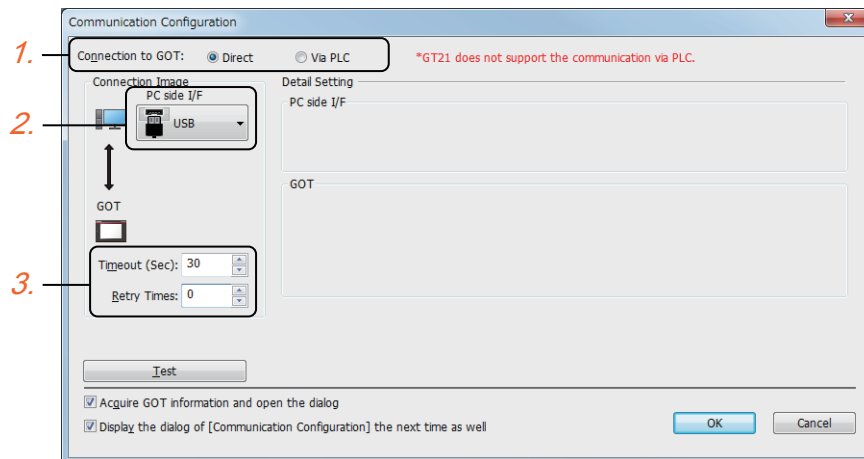 Communication Configuration
1.
Connection to GOT: Direct Via PLC *GT21 does not support the communication via PLC.
Connection Image Detail Setting
PC side I/F PC side I/F
2.
USB
GOT
GOT
3.
Timeout (Sec): 30
Retry Times: 0
Test
Acquire GOT information and open the dialog
Display the dialog of [Communication Configuration] the next time as well
OK Cancel